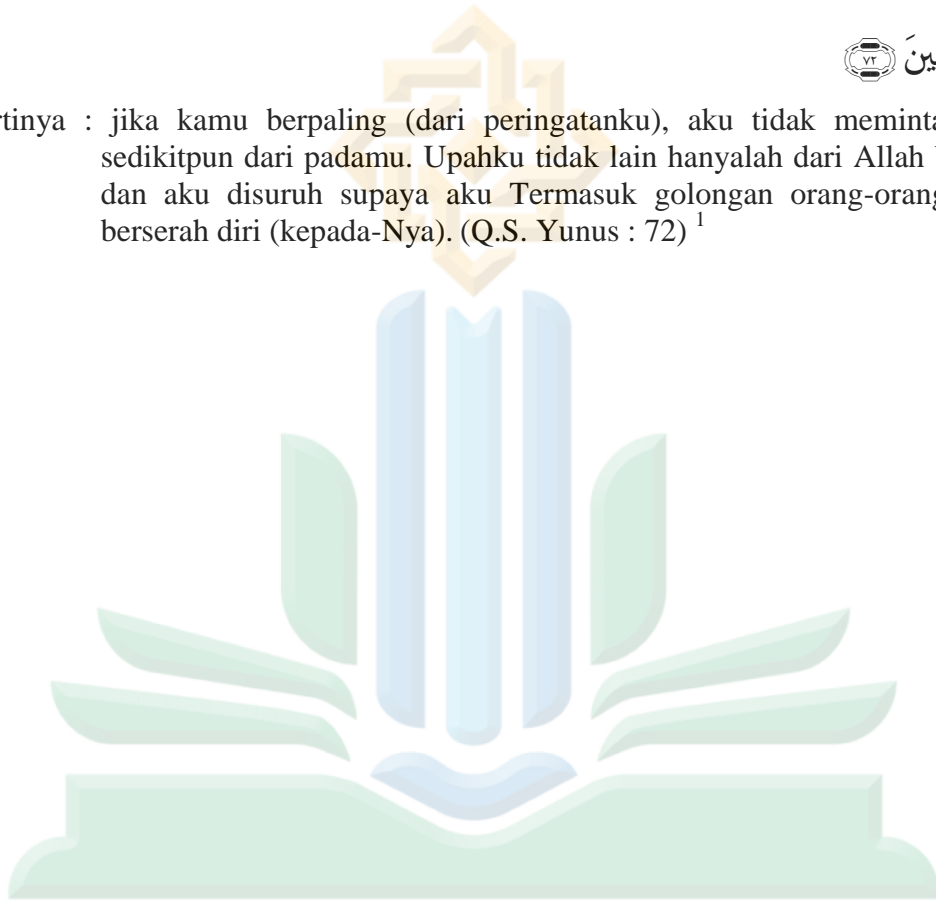 ينَ ٧٢
rtinya : jika kamu berpaling (dari peringatanku), aku tidak meminta
sedikitpun dari padamu. Upahku tidak lain hanyalah dari Allah
dan aku disuruh supaya aku Termasuk golongan orang-orang
berserah diri (kepada-Nya). (Q.S. Yunus : 72) 1